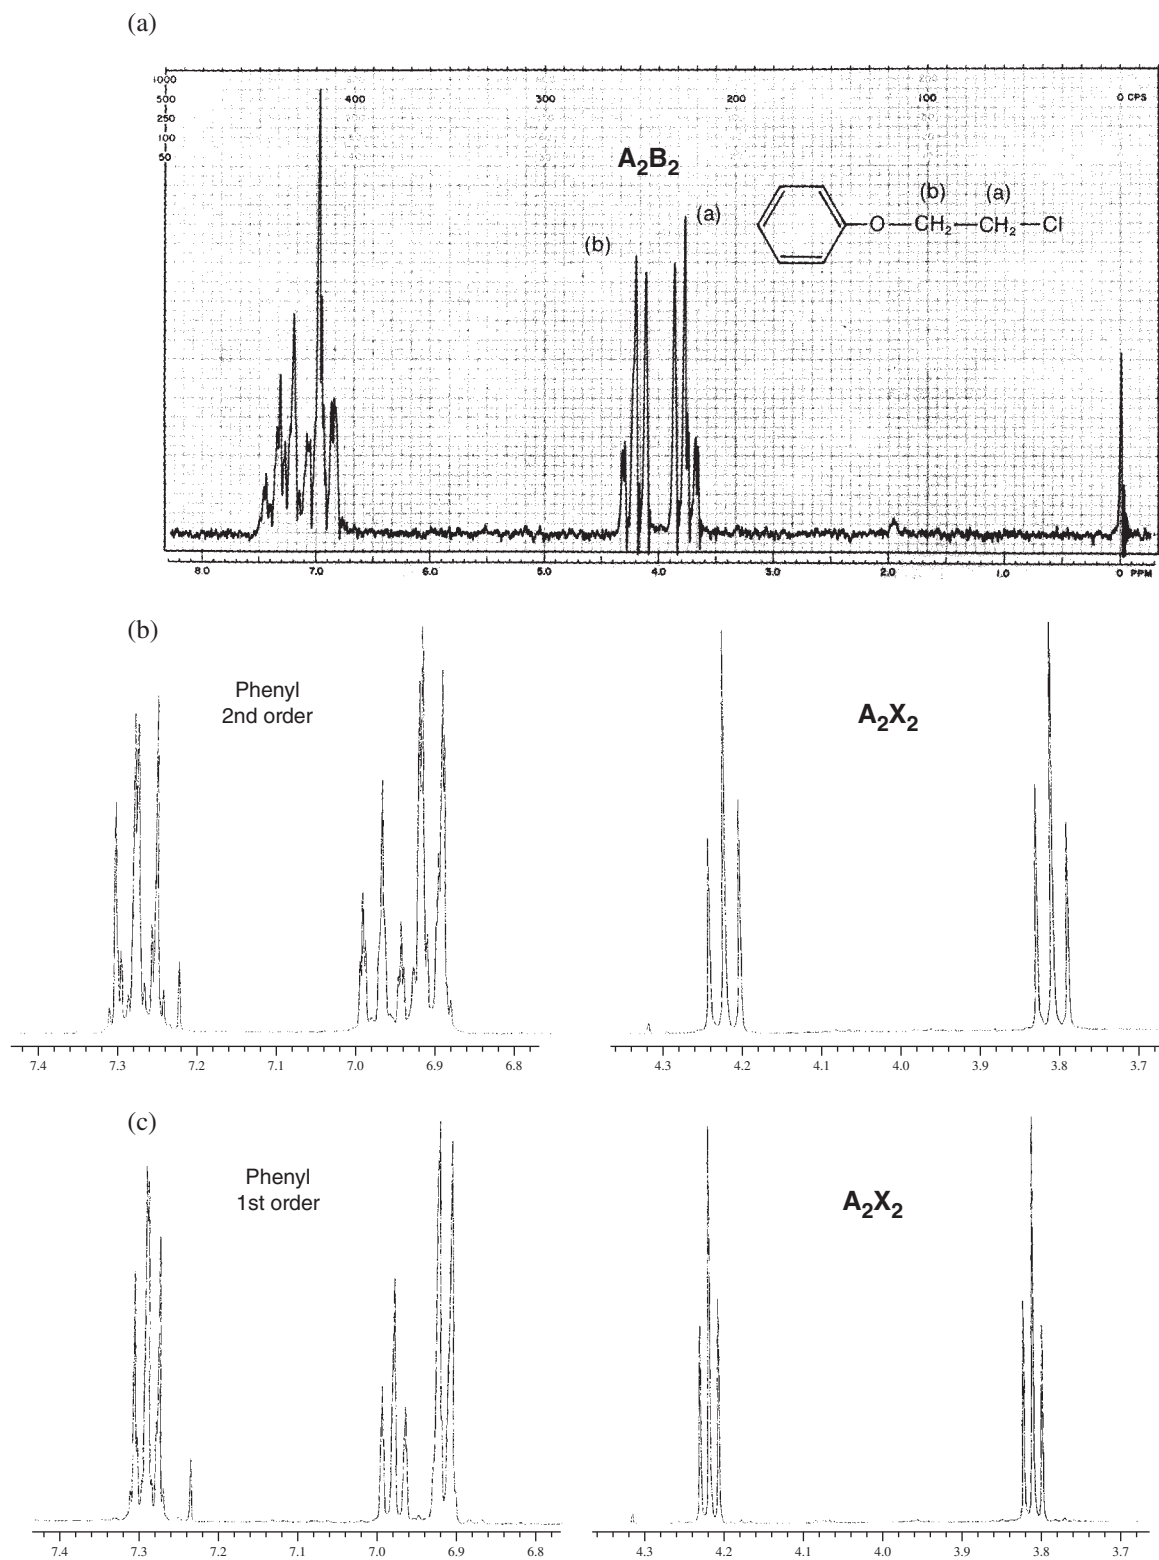 (a)
1000
500 400 300 200 100 0 CPS
250
100
50
A₂B₂
(b) (a)
(a)
(b)
O—CH₂—CH₂—Cl
8.0 7.0 6.0 5.0 4.0 3.0 2.0 1.0 0 PPM
(b)
Phenyl
2nd order
A₂X₂
7.4 7.3 7.2 7.1 7.0 6.9 6.8
4.3 4.2 4.1 4.0 3.9 3.8 3.7
(c)
Phenyl
1st order
A₂X₂
7.4 7.3 7.2 7.1 7.0 6.9 6.8
4.3 4.2 4.1 4.0 3.9 3.8 3.7